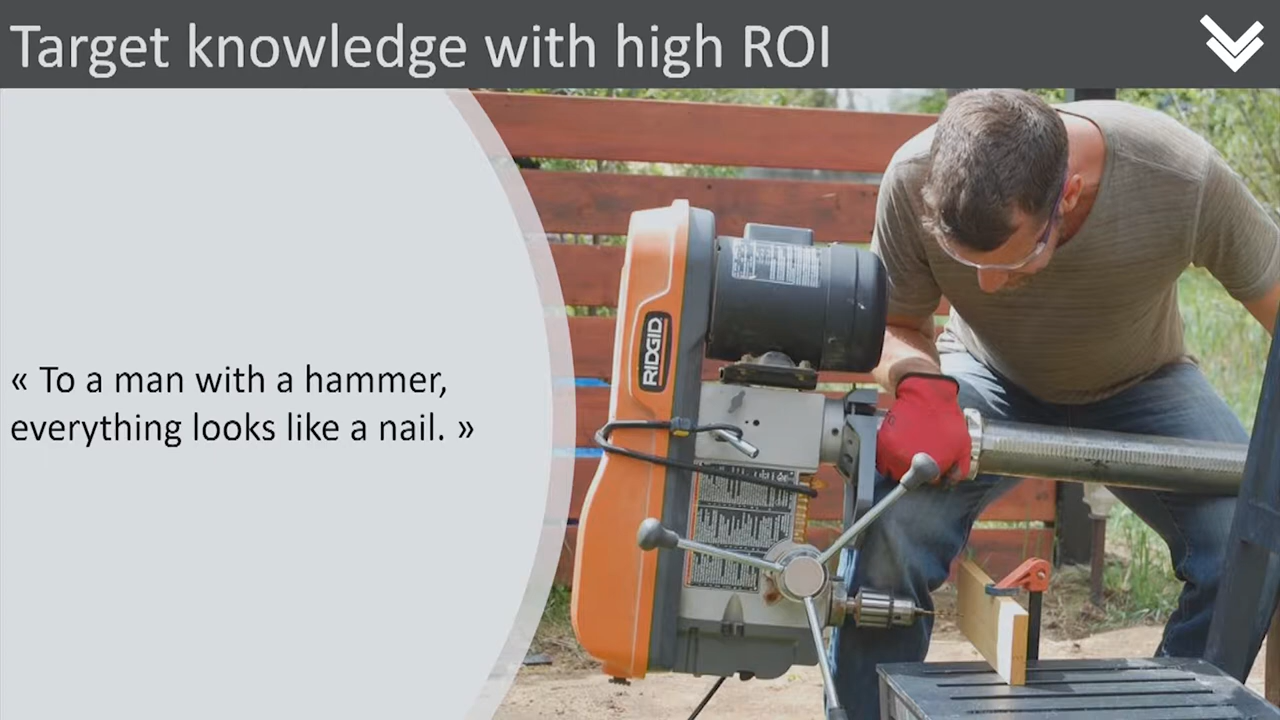 Target knowledge with high ROI
« To a man with a hammer,
everything looks like a nail. »
RIDGID